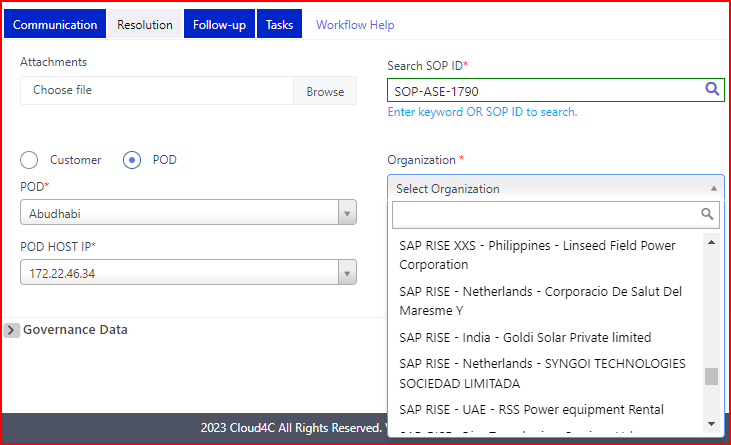 Communication Resolution Follow-up Tasks Workflow Help
Attachments
Choose file Browse
Search SOP ID*
SOP-ASE-1790
Enter keyword OR SOP ID to search.
Customer POD
POD*
Abudhabi
POD HOST IP*
172.22.46.34
Organization *
Select Organization
SAP RISE XXS - Philippines - Linseed Field Power
Corporation
SAP RISE - Netherlands - Corporacio De Salut Del
Maresme Y
SAP RISE - India - Goldi Solar Private limited
SAP RISE - Netherlands - SYNGOI TECHNOLOGIES
SOCIEDAD LIMITADA
SAP RISE - UAE - RSS Power equipment Rental
Governance Data
2023 Cloud4C All Rights Reserved.